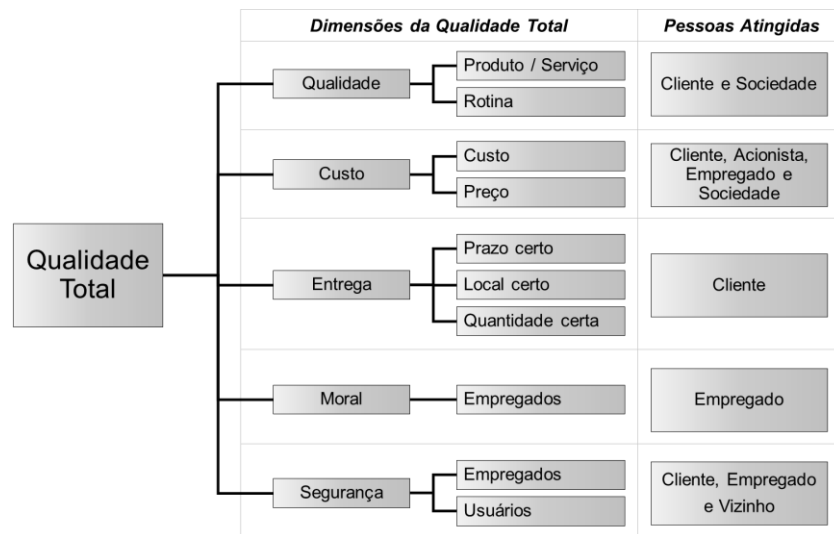 Dimensões da Qualidade Total
Pessoas Atingidas
Qualidade
Total
Qualidade
Produto / Serviço
Rotina
Cliente e Sociedade
Custo
Custo
Preço
Cliente, Acionista,
Empregado e
Sociedade
Entrega
Prazo certo
Local certo
Quantidade certa
Cliente
Moral
Empregados
Empregado
Segurança
Empregados
Usuários
Cliente, Empregado
e Vizinho